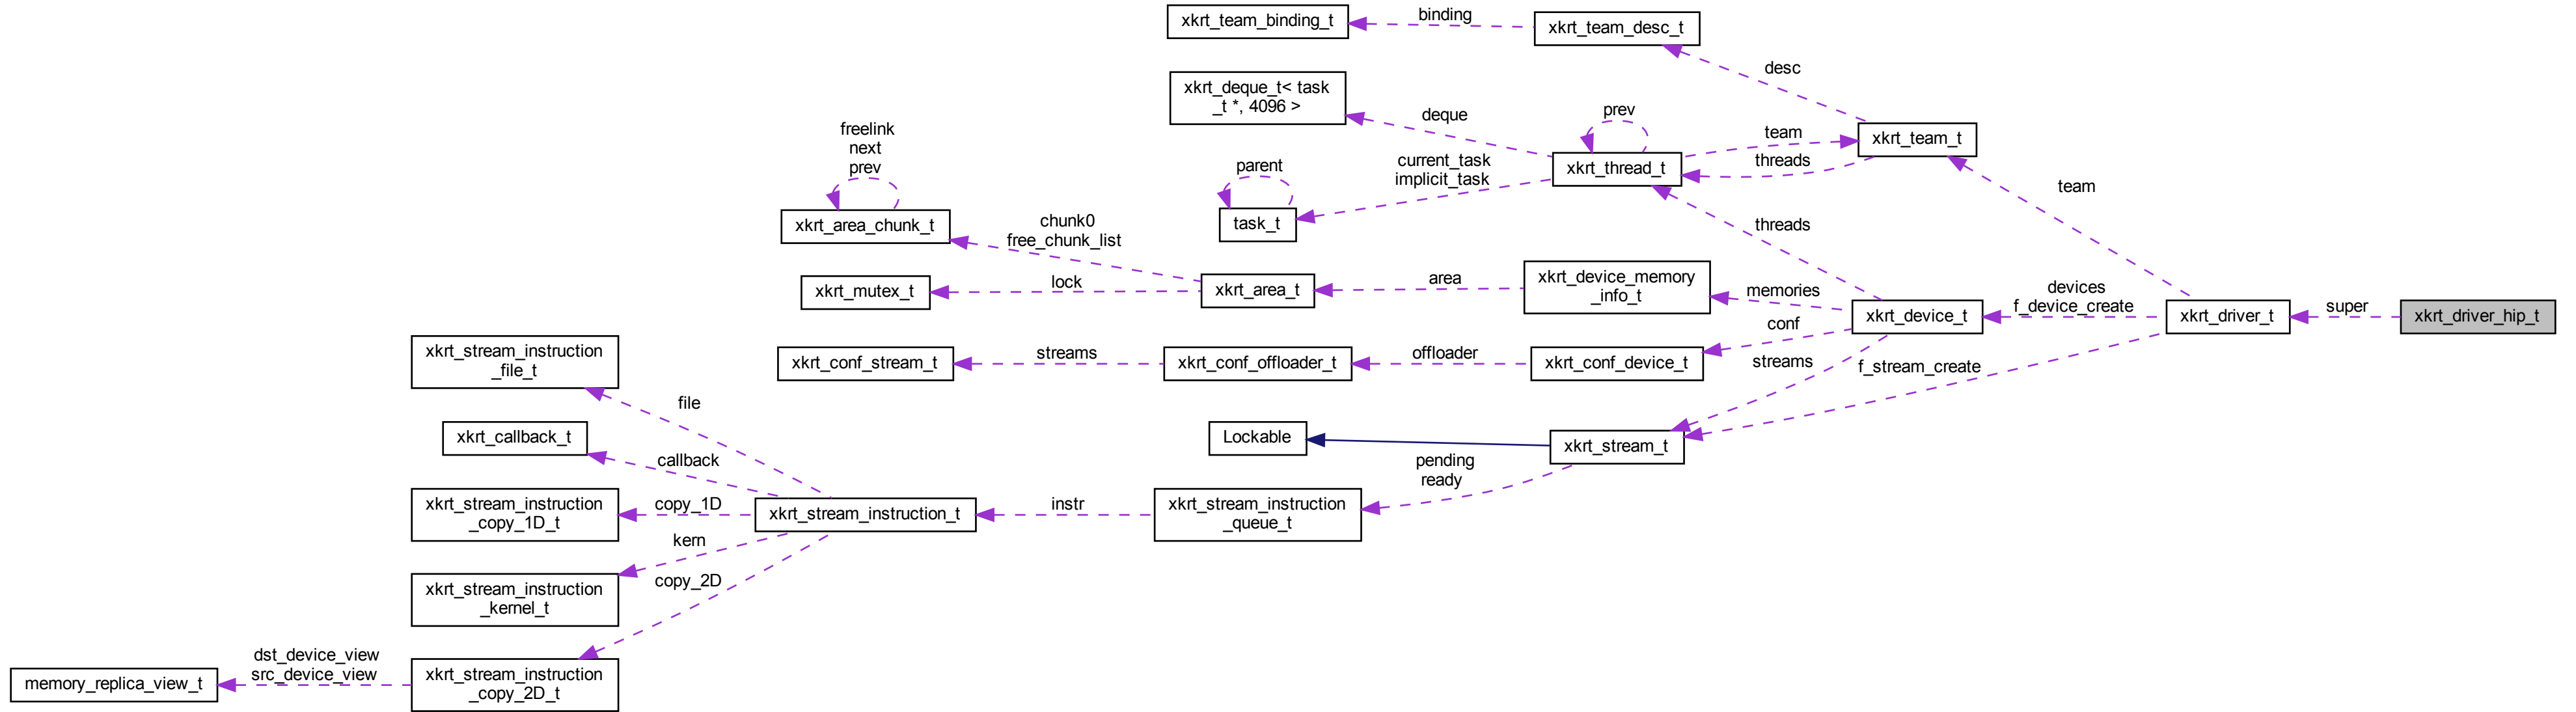 xkrt_team_binding_t
binding
xkrt_team_desc_t
desc
xkrt_deque_t< task
_t *, 4096 >
deque
prev
team
threads
xkrt_team_t
xkrt_thread_t
current_task
implicit_task
parent
task_t
team
freelink
next
prev
xkrt_area_chunk_t
chunk0
free_chunk_list
threads
xkrt_mutex_t
lock
xkrt_area_t
area
xkrt_device_memory
_info_t
memories
xkrt_device_t
devices
f_device_create
xkrt_driver_t
super
xkrt_driver_hip_t
conf
xkrt_conf_stream_t
streams
xkrt_conf_offloader_t
offloader
xkrt_conf_device_t
streams
f_stream_create
xkrt_stream_instruction
_file_t
file
xkrt_callback_t
callback
Lockable
xkrt_stream_t
pending
ready
xkrt_stream_instruction
_copy_1D_t
copy_1D
xkrt_stream_instruction_t
instr
xkrt_stream_instruction
_queue_t
kern
xkrt_stream_instruction
_kernel_t
copy_2D
memory_replica_view_t
dst_device_view
src_device_view
xkrt_stream_instruction
_copy_2D_t